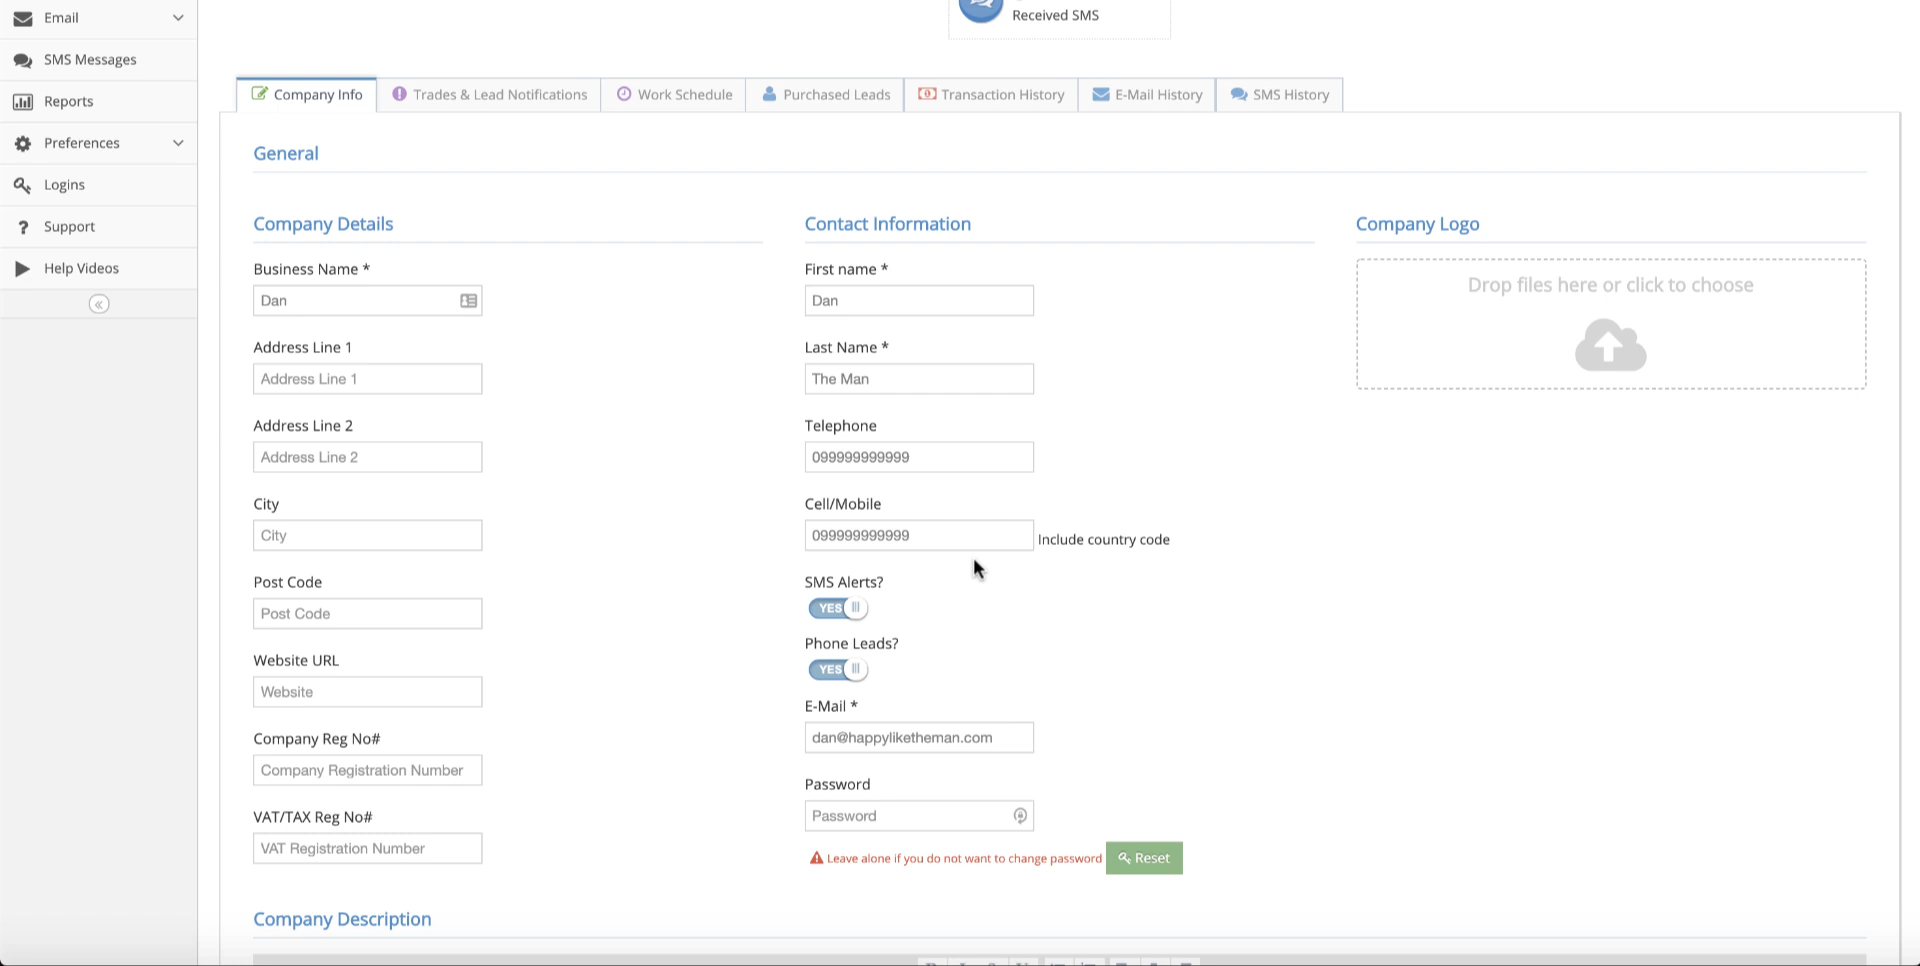 Email
SMS Messages
Reports
Preferences
Logins
Support
Help Videos
Received SMS
Company Info
Trades & Lead Notifications
Work Schedule
Purchased Leads
Transaction History
E-Mail History
SMS History
General
Company Details
Business Name *
Dan
Address Line 1
Address Line 1
Address Line 2
Address Line 2
City
City
Post Code
Post Code
Website URL
Website
Company Reg No#
Company Registration Number
VAT/TAX Reg No#
VAT Registration Number
Contact Information
First name *
Dan
Last Name *
The Man
Telephone
099999999999
Cell/Mobile
099999999999 Include country code
SMS Alerts?
YES
Phone Leads?
YES
E-Mail *
dan@happyliketheman.com
Password
Password
Leave alone if you do not want to change password Reset
Company Logo
Drop files here or click to choose
Company Description